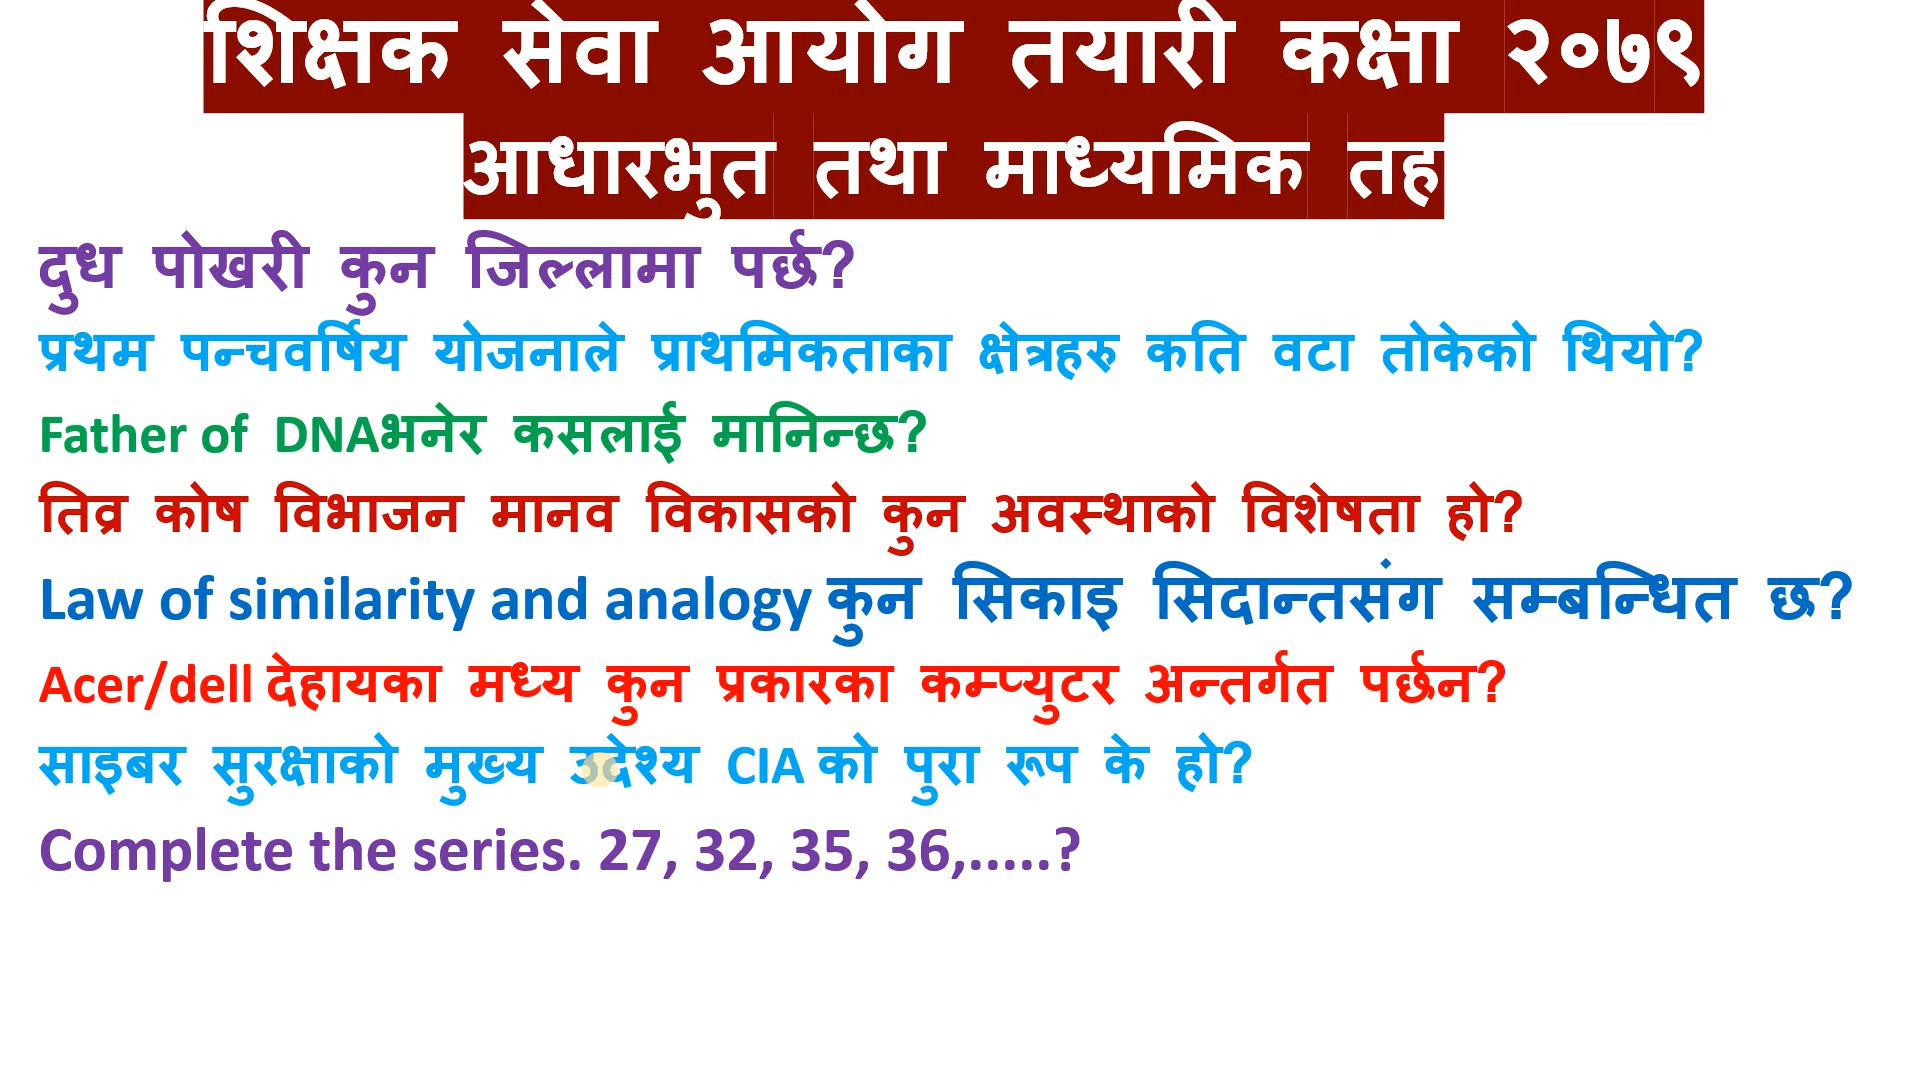 शिक्षक सेवा आयोग तयारी कक्षा २०७९
आधारभुत तथा माध्यमिक तह
दुध पोखरी कुन जिल्लामा पर्छ?
प्रथम पन्चवर्षिय योजनाले प्राथमिकताका क्षेत्रहरु कति वटा तोकेको थियो?
Father of DNAभनेर कसलाई मानिन्छ?
तिव्र कोष विभाजन मानव विकासको कुन अवस्थाको विशेषता हो?
Law of similarity and analogy कुन सिकाइ सिदान्तसंग सम्बन्धित छ?
Acer/dell देहायका मध्य कुन प्रकारका कम्प्युटर अन्तर्गत पर्छन?
साइबर सुरक्षाको मुख्य उद्देश्य CIA को पुरा रूप के हो?
Complete the series. 27, 32, 35, 36,.....?